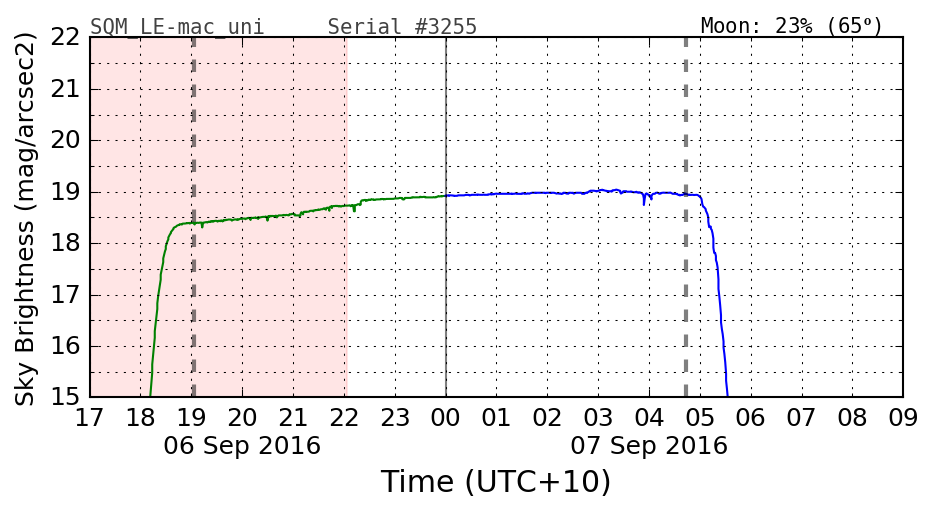 SQM_LE-mac_uni Serial #3255 Moon: 23% (65°)
Sky Brightness (mag/arcsec2)
22
21
20
19
18
17
16
15
17 18 19 20 21 22 23 00 01 02 03 04 05 06 07 08 09
06 Sep 2016 07 Sep 2016
Time (UTC+10)